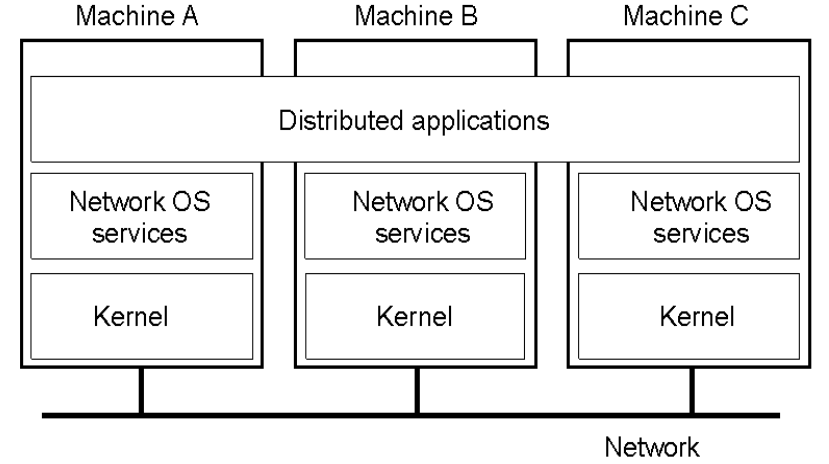 Machine A
Machine B
Machine C
Distributed applications
Network OS
services
Network OS
services
Network OS
services
Kernel
Kernel
Kernel
Network